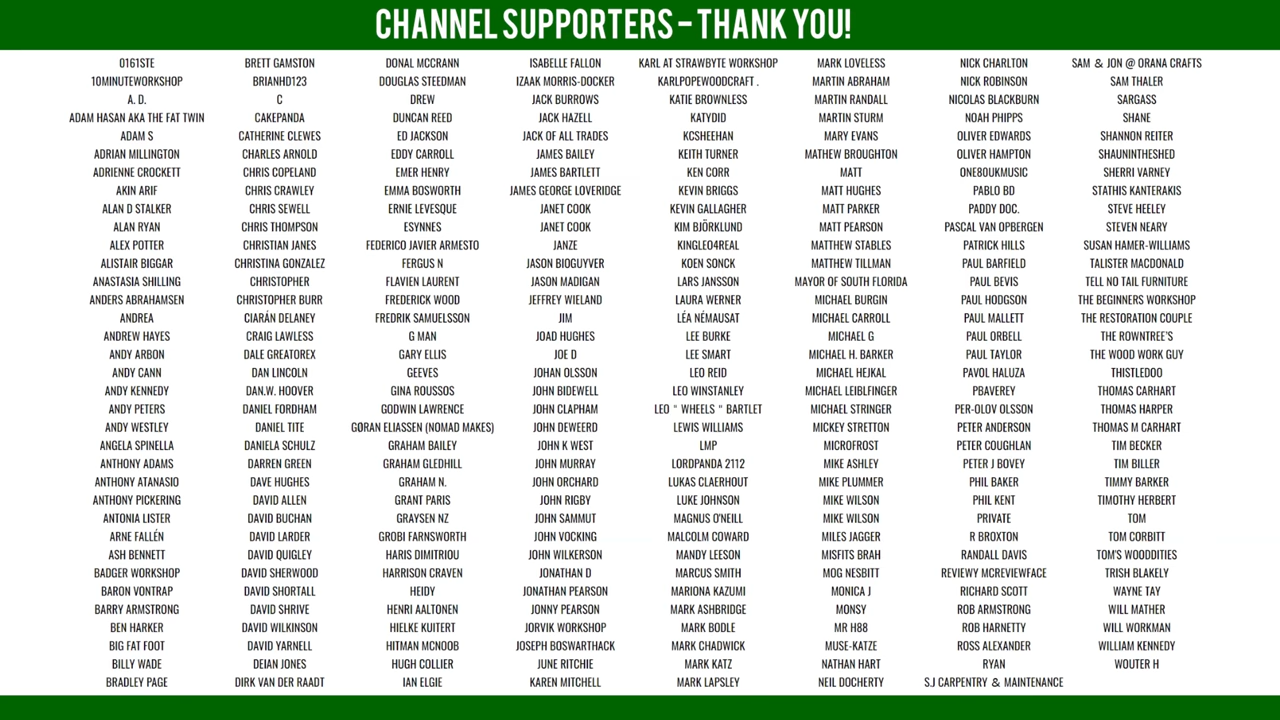 CHANNEL SUPPORTERS – THANK YOU!
0161STE
10MINUTEWORKSHOP
A. D.
ADAM HASAN AKA THE FAT TWIN
ADAM S
ADRIAN MILLINGTON
ADRIENNE CROCKETT
AKIN ARIF
ALAN D STALKER
ALAN RYAN
ALEX POTTER
ALISTAIR BIGGAR
ANASTASIA SHILLING
ANDERS ABRAHAMSEN
ANDREA
ANDREW HAYES
ANDY ARBON
ANDY CANN
ANDY KENNEDY
ANDY PETERS
ANDY WESTLEY
ANGELA SPINELLA
ANTHONY ADAMS
ANTHONY ATANASIO
ANTHONY PICKERING
ANTONIA LISTER
ARNE FALLÉN
ASH BENNETT
BADGER WORKSHOP
BARON VONTRAP
BARRY ARMSTRONG
BEN HARKER
BIG FAT FOOT
BILLY WADE
BRADLEY PAGE
BRETT GAMSTON
BRIANHD123
C
CAKEPANDA
CATHERINE CLEWES
CHARLES ARNOLD
CHRIS COPELAND
CHRIS CRAWLEY
CHRIS SEWELL
CHRIS THOMPSON
CHRISTIAN JANES
CHRISTINA GONZALEZ
CHRISTOPHER
CHRISTOPHER BURR
CIARÁN DELANEY
CRAIG LAWLESS
DALE GREATOREX
DAN LINCOLN
DAN.W. HOOVER
DANIEL FORDHAM
DANIEL TITE
DANIELA SCHULZ
DARREN GREEN
DAVE HUGHES
DAVID ALLEN
DAVID BUCHAN
DAVID LARDER
DAVID QUIGLEY
DAVID SHERWOOD
DAVID SHORTALL
DAVID SHRIVE
DAVID WILKINSON
DAVID YARNELL
DEIAN JONES
DIRK VAN DER RAADT
DONAL MCCRANN
DOUGLAS STEEDMAN
DREW
DUNCAN REED
ED JACKSON
EDDY CARROLL
EMER HENRY
EMMA BOSWORTH
ERNIE LEVESQUE
ESYNNES
FEDERICO JAVIER ARMESTO
FERGUS N
FLAVIEN LAURENT
FREDERICK WOOD
FREDRIK SAMUELSSON
G MAN
GARY ELLIS
GEEVES
GINA ROUSSOS
GODWIN LAWRENCE
GØRAN ELIASSEN (NOMAD MAKES)
GRAHAM BAILEY
GRAHAM GLEDHILL
GRAHAM N.
GRANT PARIS
GRAYSEN NZ
GROBI FARNSWORTH
HARIS DIMITRIOU
HARRISON CRAVEN
HEIDY
HENRI AALTONEN
HIELKE KUITERT
HITMAN MCNOOB
HUGH COLLIER
IAN ELGIE
ISABELLE FALLON
IZAAK MORRIS-DOCKER
JACK BURROWS
JACK HAZELL
JACK OF ALL TRADES
JAMES BAILEY
JAMES BARTLETT
JAMES GEORGE LOVERIDGE
JANET COOK
JANET COOK
JANZE
JASON BIOGUYVER
JASON MADIGAN
JEFFREY WIELAND
JIM
JOAD HUGHES
JOE D
JOHAN OLSSON
JOHN BIDEWELL
JOHN CLAPHAM
JOHN DEWEERD
JOHN K WEST
JOHN MURRAY
JOHN ORCHARD
JOHN RIGBY
JOHN SAMMUT
JOHN VOCKING
JOHN WILKERSON
JONATHAN D
JONATHAN PEARSON
JONNY PEARSON
JORVIK WORKSHOP
JOSEPH BOSWARTHACK
JUNE RITCHIE
KAREN MITCHELL
KARL AT STRAWBYTE WORKSHOP
KARLPOPEWOODCRAFT .
KATIE BROWNLESS
KATYDID
KCSHEEHAN
KEITH TURNER
KEN CORR
KEVIN BRIGGS
KEVIN GALLAGHER
KIM BJÖRKLUND
KINGLEO4REAL
KOEN SONCK
LARS JANSSON
LAURA WERNER
LÉA NÉMAUSAT
LEE BURKE
LEE SMART
LEO REID
LEO WINSTANLEY
LEO " WHEELS " BARTLET
LEWIS WILLIAMS
LMP
LORDPANDA 2112
LUKAS CLAERHOUT
LUKE JOHNSON
MAGNUS O'NEILL
MALCOLM COWARD
MANDY LEESON
MARCUS SMITH
MARIONA KAZUMI
MARK ASHBRIDGE
MARK BODLE
MARK CHADWICK
MARK KATZ
MARK LAPSLEY
MARK LOVELESS
MARTIN ABRAHAM
MARTIN RANDALL
MARTIN STURM
MARY EVANS
MATHEW BROUGHTON
MATT
MATT HUGHES
MATT PARKER
MATT PEARSON
MATTHEW STABLES
MATTHEW TILLMAN
MAYOR OF SOUTH FLORIDA
MICHAEL BURGIN
MICHAEL CARROLL
MICHAEL G
MICHAEL H. BARKER
MICHAEL HEJKAL
MICHAEL LEIBLFINGER
MICHAEL STRINGER
MICKEY STRETTON
MICROFROST
MIKE ASHLEY
MIKE PLUMMER
MIKE WILSON
MIKE WILSON
MILES JAGGER
MISFITS BRAH
MOG NESBITT
MONICA J
MONSY
MR H88
MUSE-KATZE
NATHAN HART
NEIL DOCHERTY
NICK CHARLTON
NICK ROBINSON
NICOLAS BLACKBURN
NOAH PHIPPS
OLIVER EDWARDS
OLIVER HAMPTON
ONE80UKMUSIC
PABLO BD
PADDY DOC.
PASCAL VAN OPBERGEN
PATRICK HILLS
PAUL BARFIELD
PAUL BEVIS
PAUL HODGSON
PAUL MALLETT
PAUL ORBELL
PAUL TAYLOR
PAVOL HALUZA
PBAVEREY
PER-OLOV OLSSON
PETER ANDERSON
PETER COUGHLAN
PETER J BOVEY
PHIL BAKER
PHIL KENT
PRIVATE
R BROXTON
RANDALL DAVIS
REVIEWY MCREVIEWFACE
RICHARD SCOTT
ROB ARMSTRONG
ROB HARNETTY
ROSS ALEXANDER
RYAN
S.J CARPENTRY & MAINTENANCE
SAM & JON @ ORANA CRAFTS
SAM THALER
SARGASS
SHANE
SHANNON REITER
SHAUNINTHESHED
SHERRI VARNEY
STATHIS KANTERAKIS
STEVE HEELEY
STEVEN NEARY
SUSAN HAMER-WILLIAMS
TALISTER MACDONALD
TELL NO TAIL FURNITURE
THE BEGINNERS WORKSHOP
THE RESTORATION COUPLE
THE ROWNTREE'S
THE WOOD WORK GUY
THISTLEDOO
THOMAS CARHART
THOMAS HARPER
THOMAS M CARHART
TIM BECKER
TIM BILLER
TIMMY BARKER
TIMOTHY HERBERT
TOM
TOM CORBITT
TOM'S WOODDITIES
TRISH BLAKELY
WAYNE TAY
WILL MATHER
WILL WORKMAN
WILLIAM KENNEDY
WOUTER H